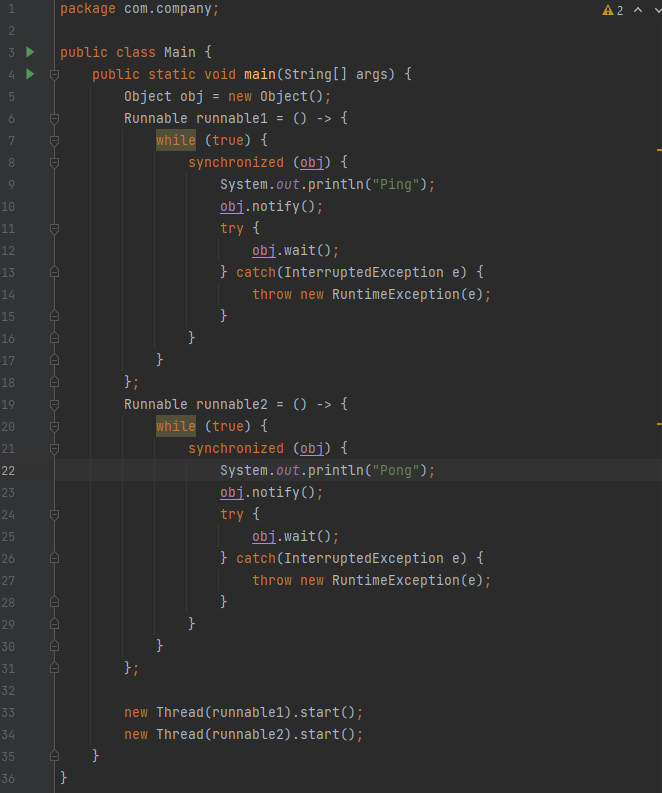 1 package com.company; 2
2
3 public class Main {
4 public static void main(String[] args) {
5 Object obj = new Object();
6 Runnable runnable1 = () -> {
7 while (true) {
8 synchronized (obj) {
9 System.out.println("Ping");
10 obj.notify();
11 try {
12 obj.wait();
13 } catch(InterruptedException e) {
14 throw new RuntimeException(e);
15 }
16 }
17 }
18 };
19 Runnable runnable2 = () -> {
20 while (true) {
21 synchronized (obj) {
22 System.out.println("Pong");
23 obj.notify();
24 try {
25 obj.wait();
26 } catch(InterruptedException e) {
27 throw new RuntimeException(e);
28 }
29 }
30 }
31 };
32
33 new Thread(runnable1).start();
34 new Thread(runnable2).start();
35 }
36 }